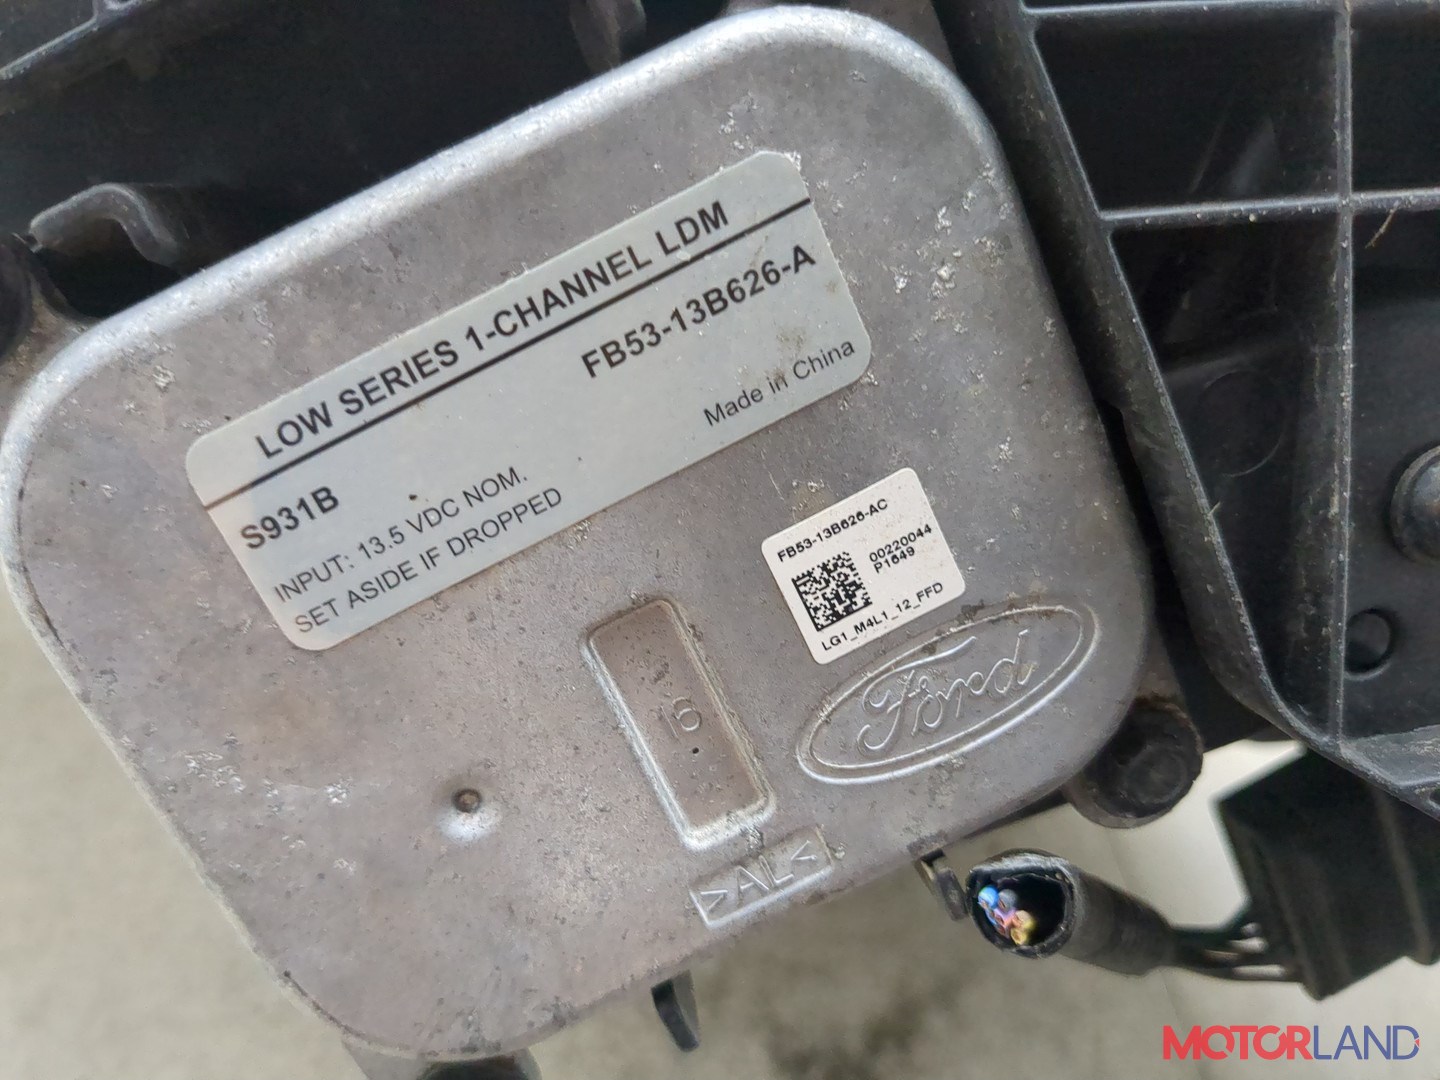 LOW SERIES 1-CHANNEL LDM
FB53-13B626-A
S931B
Made in China
INPUT: 13.5 VDC NOM.
SET ASIDE IF DROPPED
FB53-13B626-AC
00220044
P1649
LG1_M4L1_12_FFD
16
Ford
>AL<
MOTORLAND